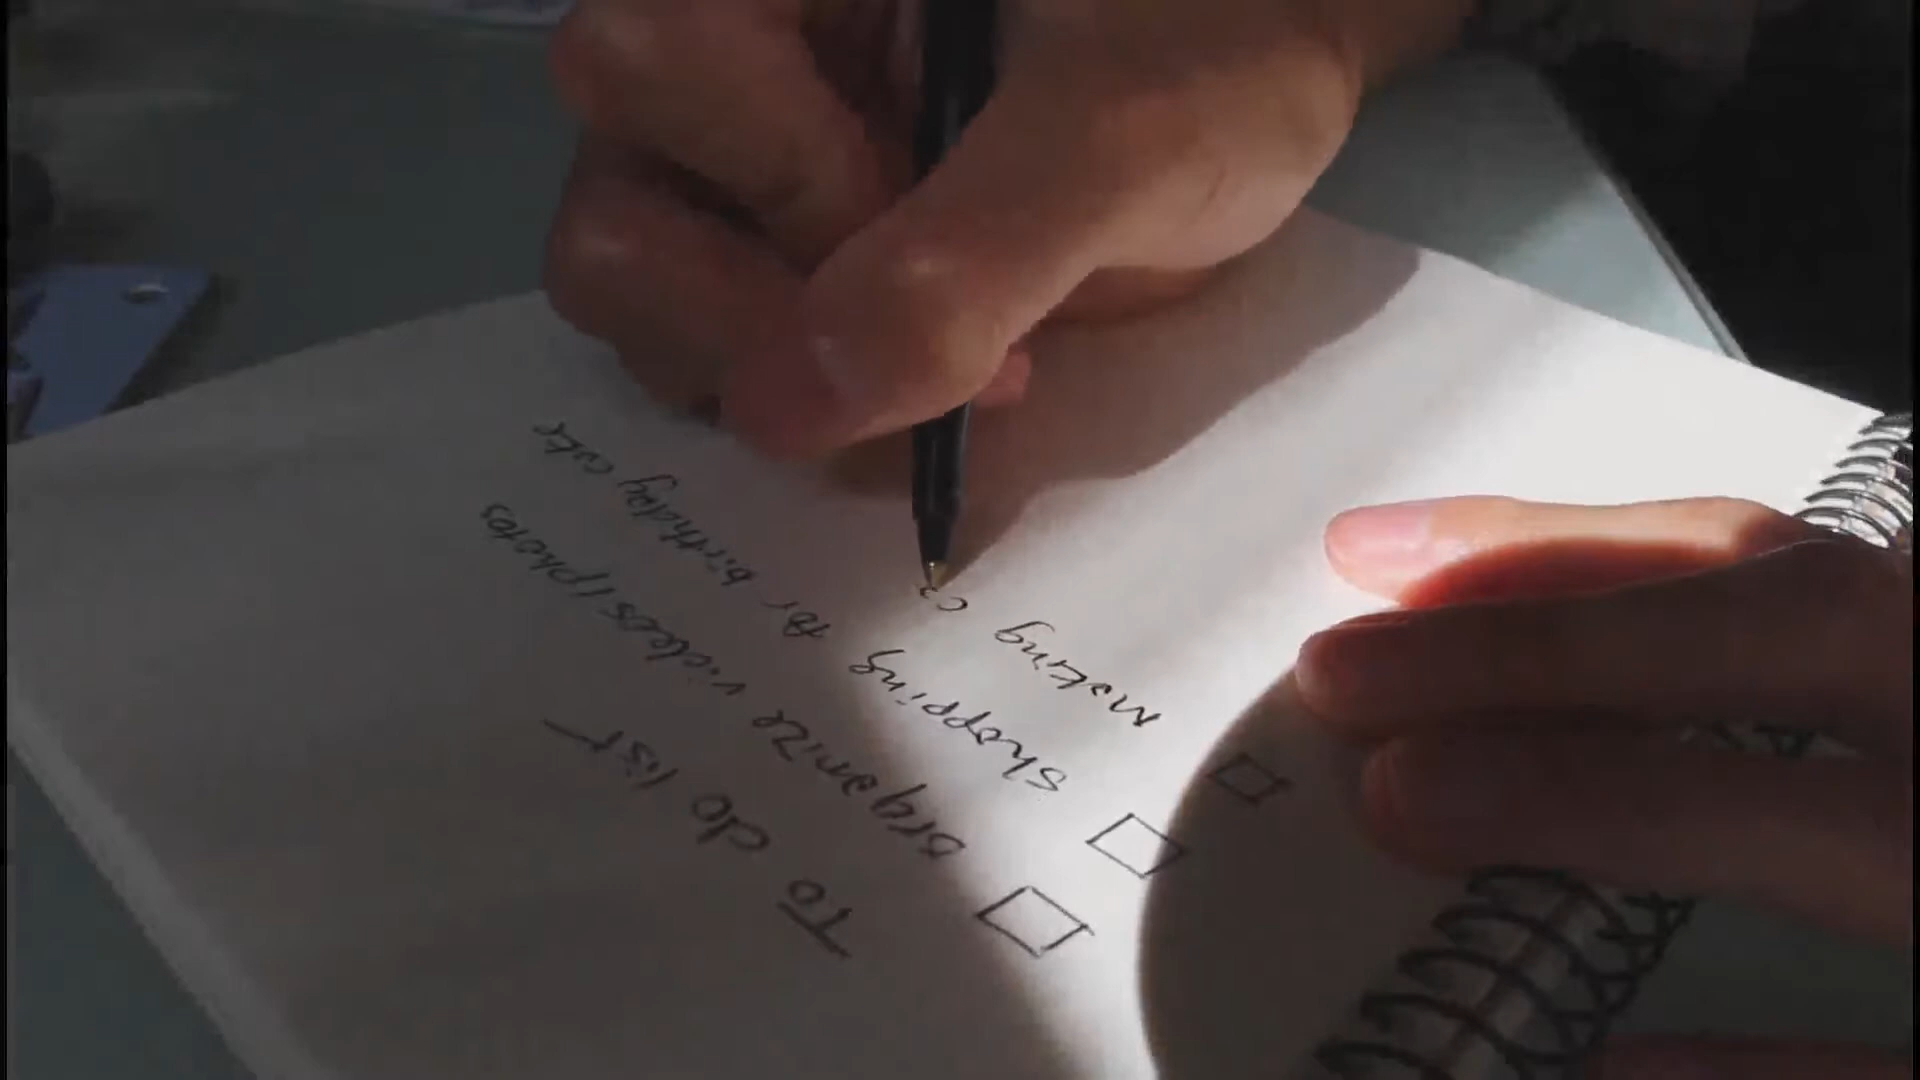 To do list
organize videos/photos
shopping for birthday cake
Making c